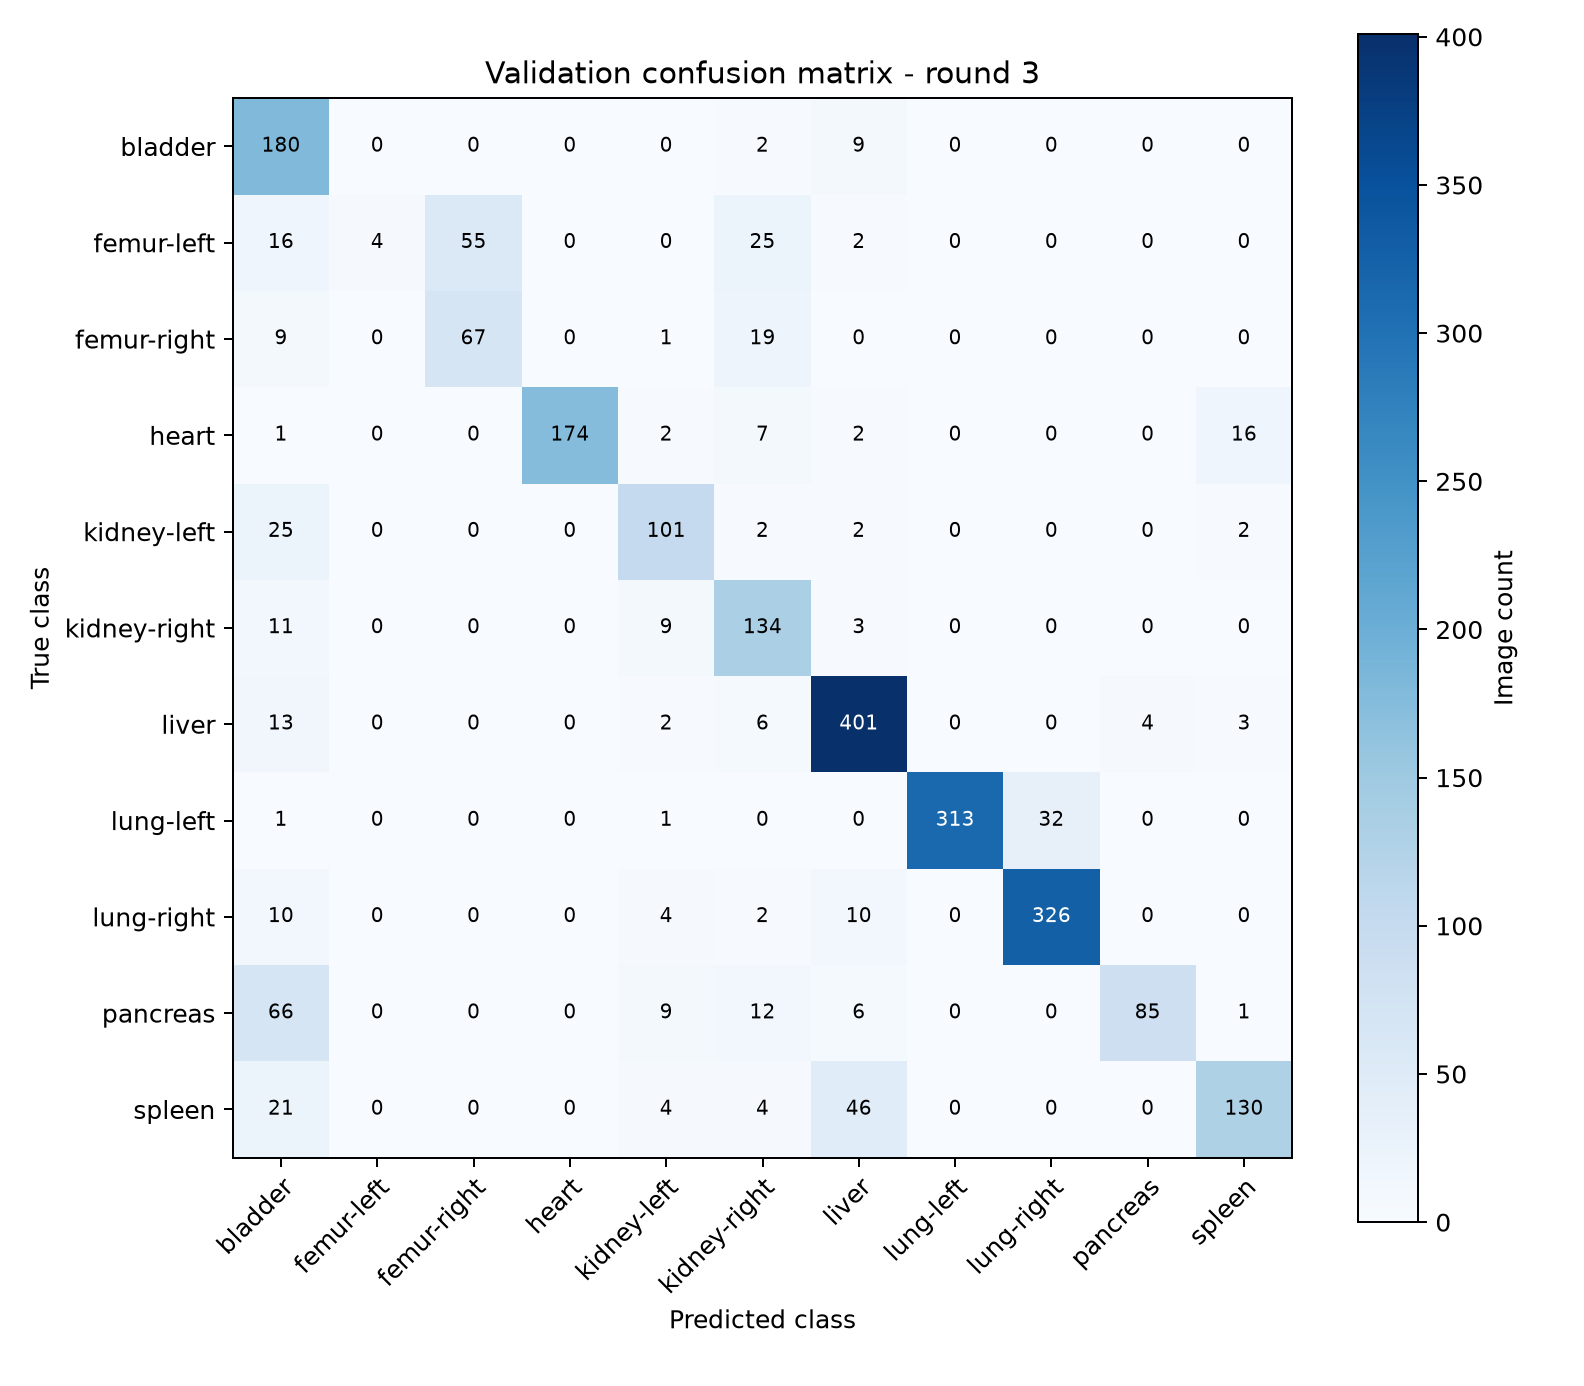 Validation confusion matrix - round 3
True class
bladder 180 0 0 0 0 2 9 0 0 0 0
femur-left 16 4 55 0 0 25 2 0 0 0 0
femur-right 9 0 67 0 1 19 0 0 0 0 0
heart 1 0 0 174 2 7 2 0 0 0 16
kidney-left 25 0 0 0 101 2 2 0 0 0 2
kidney-right 11 0 0 0 9 134 3 0 0 0 0
liver 13 0 0 0 2 6 401 0 0 4 3
lung-left 1 0 0 0 1 0 0 313 32 0 0
lung-right 10 0 0 0 4 2 10 0 326 0 0
pancreas 66 0 0 0 9 12 6 0 0 85 1
spleen 21 0 0 0 4 4 46 0 0 0 130
bladder femur-left femur-right heart kidney-left kidney-right liver lung-left lung-right pancreas spleen
Predicted class
400
350
300
250
200
150
100
50
0
Image count